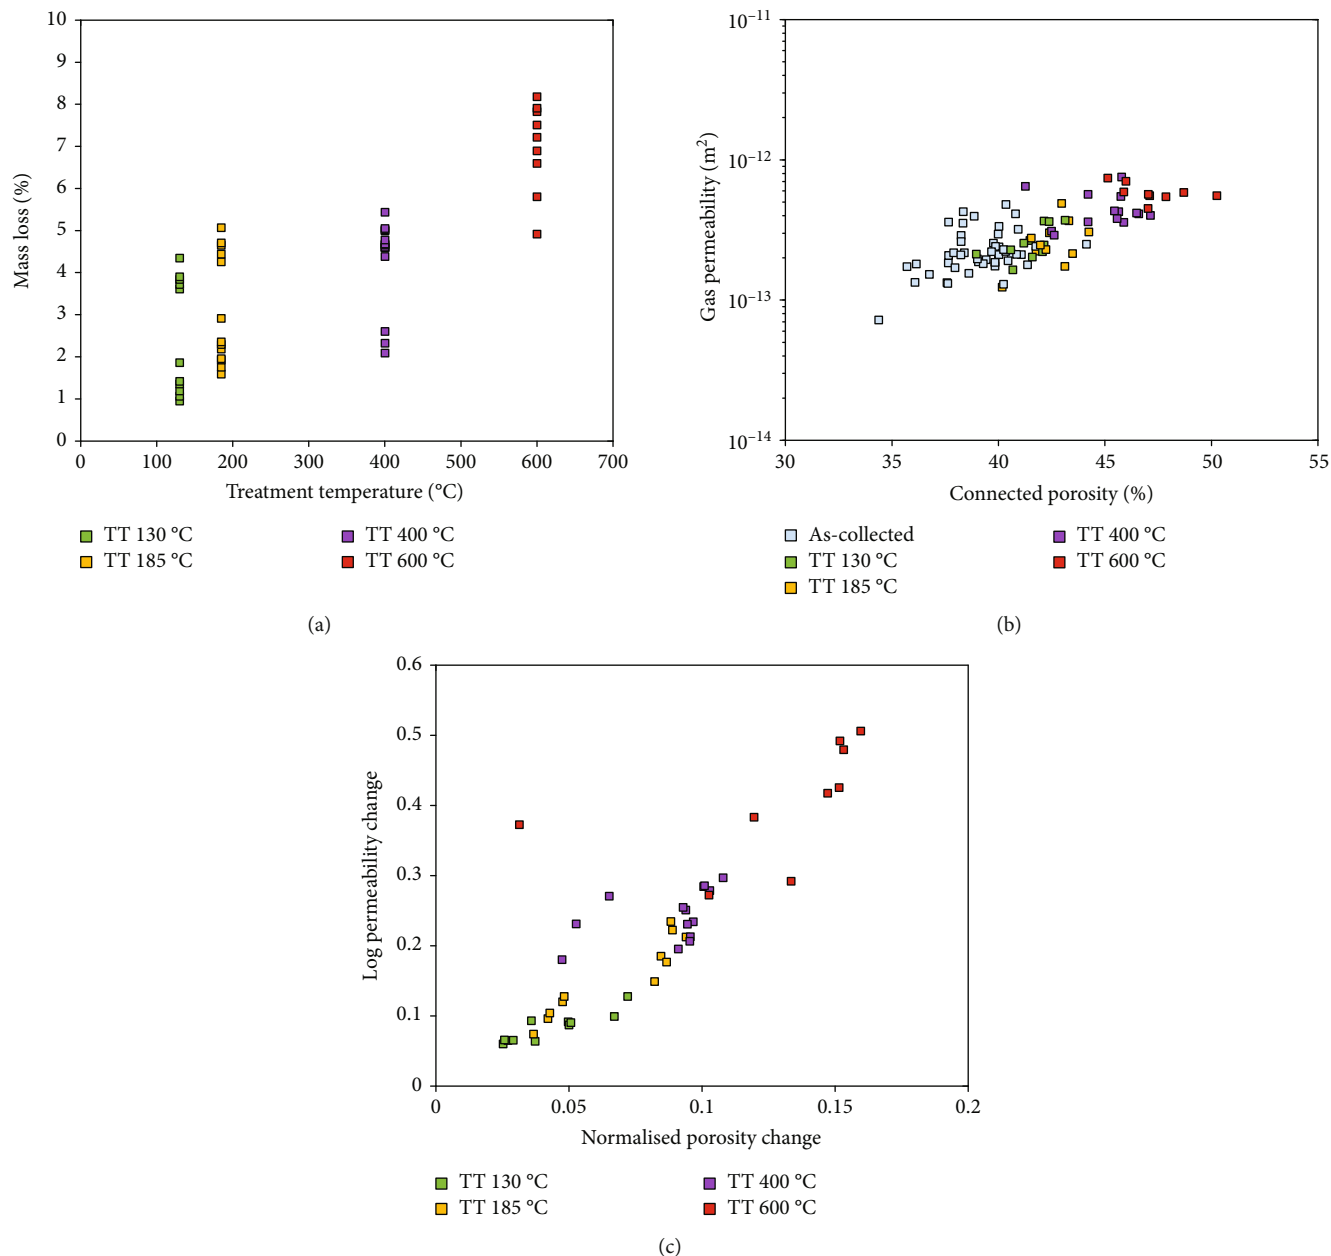 10
9
8
7
6
5
4
3
2
1
0
Mass loss (%)
0 100 200 300 400 500 600 700
Treatment temperature (°C)
TT 130 °C TT 400 °C
TT 185 °C TT 600 °C
(a)
10−11
10−12
10−13
10−14
Gas permeability (m2)
30 35 40 45 50 55
Connected porosity (%)
As-collected TT 400 °C
TT 130 °C TT 600 °C
TT 185 °C
(b)
0.6
0.5
0.4
0.3
0.2
0.1
0
Log permeability change
0 0.05 0.1 0.15 0.2
Normalised porosity change
TT 130 °C TT 400 °C
TT 185 °C TT 600 °C
(c)